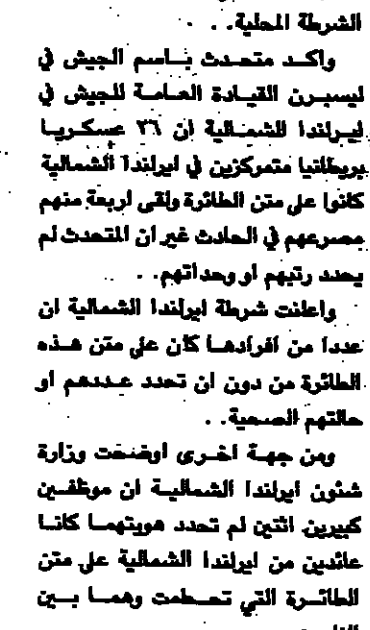 الشرطة المحلية. .
واكد متحدث باسم الجيش في
ليسبرن القيادة العامة للجيش في
ايرلندا الشمالية ان ٣٦ عسكريا
بريطانيا متمركزين في ايرلندا الشمالية
كانوا على متن الطائرة ولقى اربعة منهم
مصرعهم في الحادث غير ان المتحدث لم
يحدد رتبهم او وحداتهم. .
واعلنت شرطة ايرلندا الشمالية ان
عددا من افرادها كان على متن هذه
الطائرة من دون ان تحدد عددهم او
حالتهم الصحية. .
ومن جهة اخرى اوضحت وزارة
شئون ايرلندا الشمالية ان موظفين
كبيرين اثنين لم تحدد هويتهما كانا
عائدين من ايرلندا الشمالية على متن
الطائرة التي تحطمت وهما بين